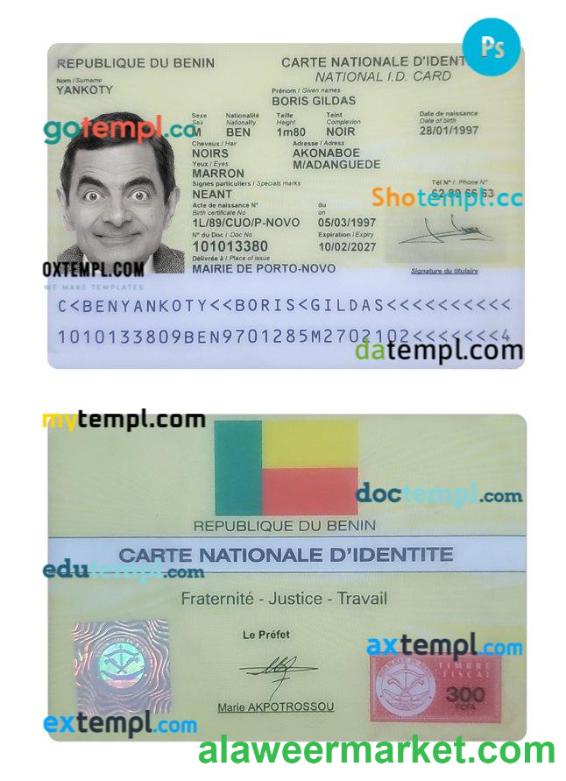 Ps
REPUBLIQUE DU BENIN
CARTE NATIONALE D'IDENT
NATIONAL I.D. CARD
Nom / Surname
YANKOTY
Prénom / Given names
BORIS GILDAS
Sexe Nationalité Taille Teint Date de naissance
Sex Nationality Height Complexion Date of birth
M BEN 1m80 NOIR 28/01/1997
gotempl.co
Cheveux / Hair Adresse / Adress
NOIRS AKONABOE
Yeux / Eyes M/ADANGUEDE
MARRON
Signes particuliers / Specials marks Tél N° / Phone N°
NEANT 62 89 66 63
Shotempl.cc
Acte de naissance N° du
Birth certificate No on
1L/89/CUO/P-NOVO 05/03/1997
N° du Doc / Doc No Expiration / Expiry
101013380 10/02/2027
Délivrée à / Place of issue
MAIRIE DE PORTO-NOVO
Signature du titulaire
OXTEMPL.COM
WE MAKE TEMPLATES
C<BENYANKOTY<<BORIS<GILDAS<<<<<<<<<<
1010133809BEN9701285M2702102<<<<<<<4
datempl.com
mytempl.com
doctempl.com
REPUBLIQUE DU BENIN
CARTE NATIONALE D'IDENTITE
edutempl.com
Fraternité - Justice - Travail
Le Préfet
axtempl.com
TIMBRE
FISCAL
300
FCFA
Marie AKPOTROSSOU
extempl.com
alaweermarket.com